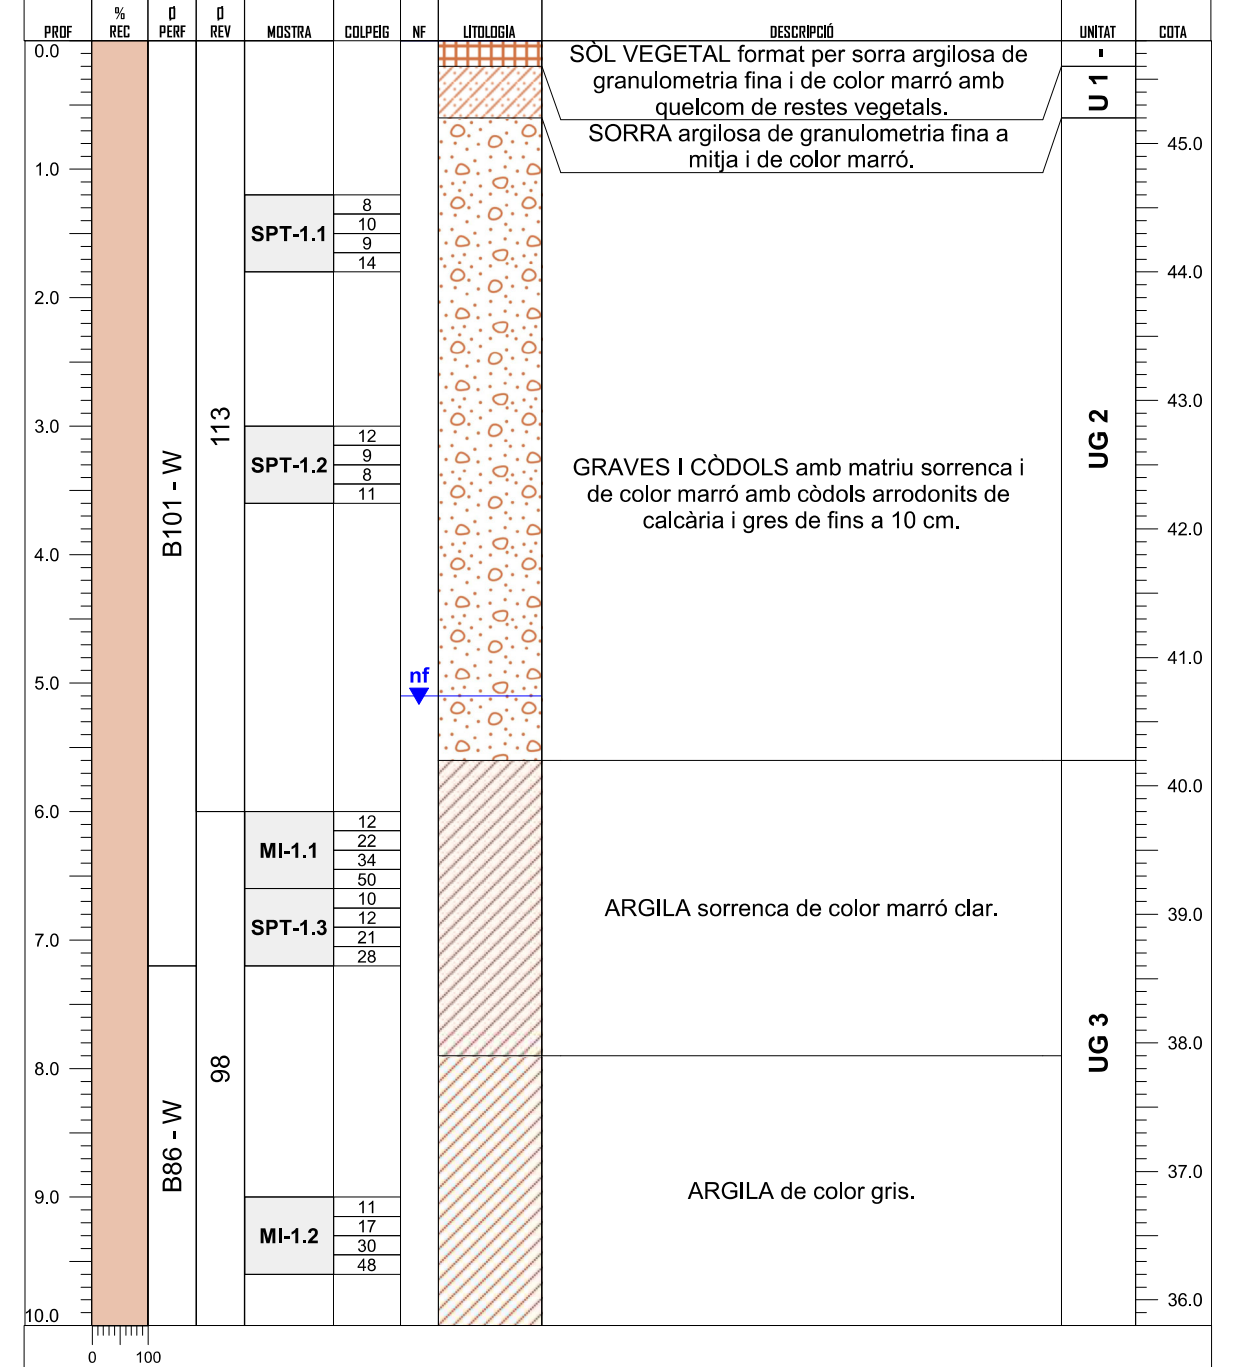 PROF % REC Ø PERF Ø REV MOSTRA COLPEIG NF LITOLOGIA DESCRIPCIÓ UNITAT COTA
0.0
SÒL VEGETAL format per sorra argilosa de
granulometria fina i de color marró amb
quelcom de restes vegetals.
-
U 1
SORRA argilosa de granulometria fina a
mitja i de color marró.
45.0
1.0
SPT-1.1
8
10
9
14
44.0
2.0
43.0
3.0
113
UG 2
SPT-1.2
12
9
8
11
B101 - W
GRAVES I CÒDOLS amb matriu sorrenca i
de color marró amb còdols arrodonits de
calcària i gres de fins a 10 cm.
42.0
4.0
41.0
nf
5.0
40.0
6.0
MI-1.1
12
22
34
50
SPT-1.3
10
12
21
28
ARGILA sorrenca de color marró clar.
39.0
7.0
98
UG 3
38.0
8.0
B86 - W
37.0
ARGILA de color gris.
9.0
MI-1.2
11
17
30
48
36.0
10.0
0 100